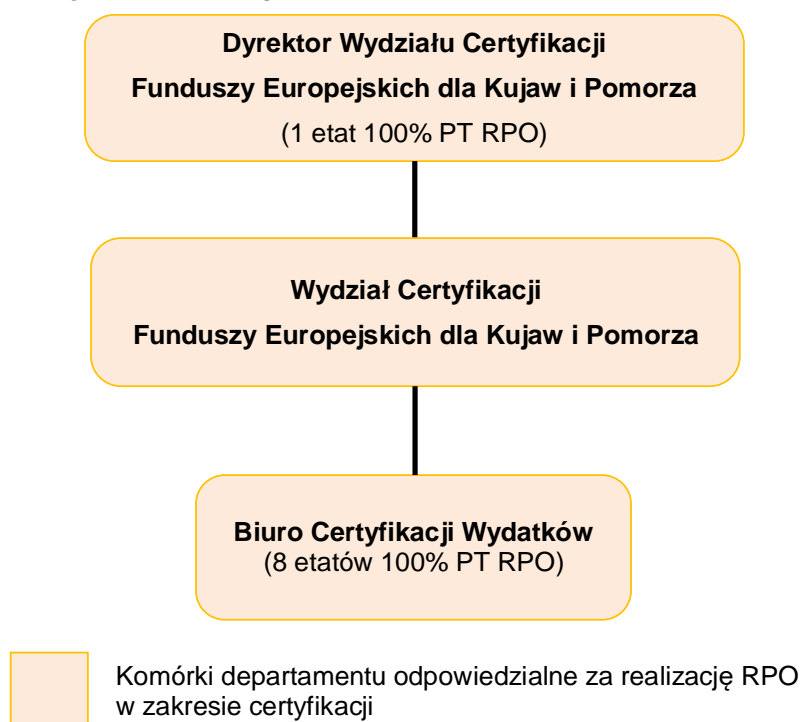 Dyrektor Wydziału Certyfikacji
Funduszy Europejskich dla Kujaw i Pomorza
(1 etat 100% PT RPO)
Wydział Certyfikacji
Funduszy Europejskich dla Kujaw i Pomorza
Biuro Certyfikacji Wydatków
(8 etatów 100% PT RPO)
Komórki departamentu odpowiedzialne za realizację RPO
w zakresie certyfikacji